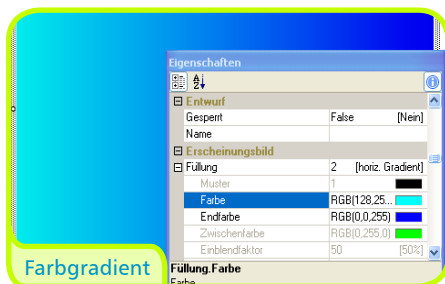 Eigenschaften
Entwurf
Gesperrt False [Nein]
Name
Erscheinungsbild
Füllung 2 [horiz. Gradient]
Muster 1
Farbe RGB(128,25...
Endfarbe RGB(0,0,255)
Zwischenfarbe RGB(0,255,0)
Einblendfaktor 50 [50%]
Füllung.Farbe
Farbe
Farbgradient